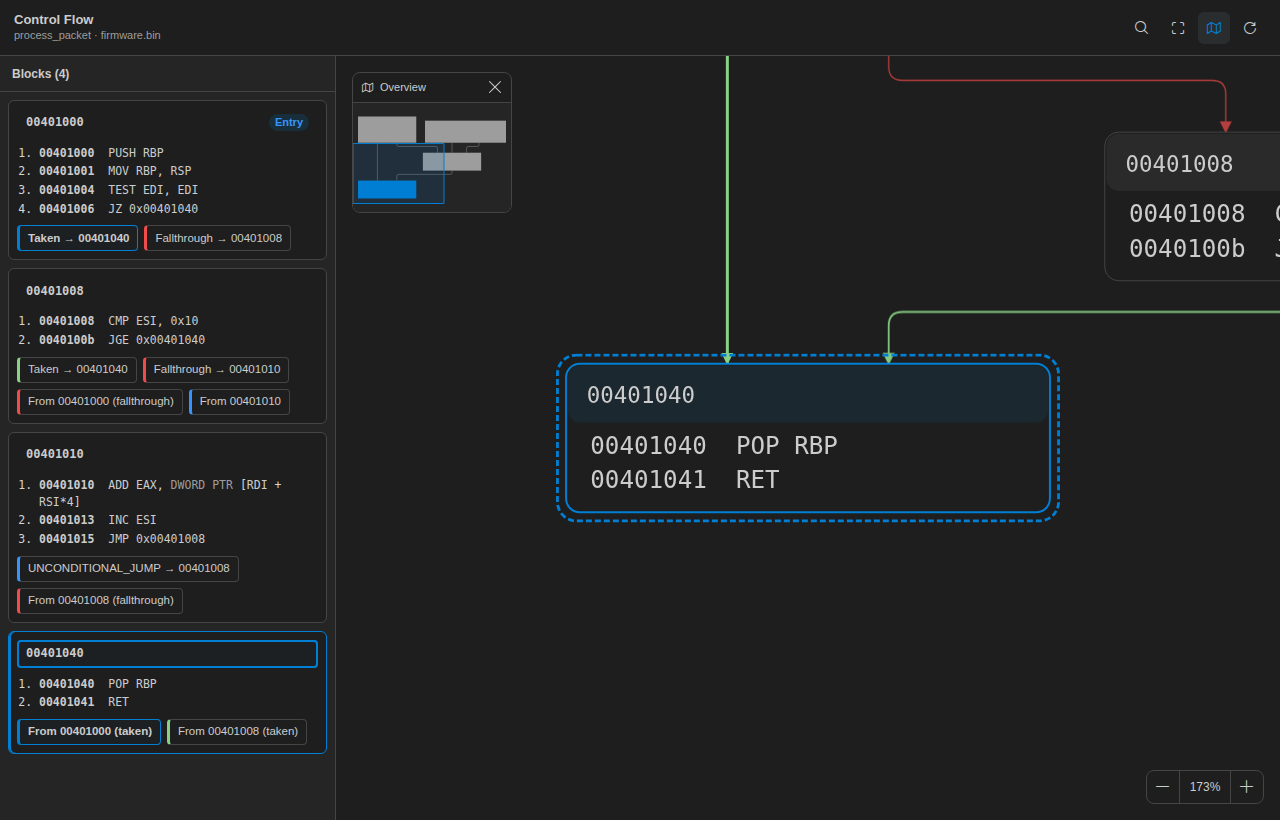 Control Flow
process_packet · firmware.bin
Blocks (4)
00401000 Entry
1. 00401000 PUSH RBP
2. 00401001 MOV RBP, RSP
3. 00401004 TEST EDI, EDI
4. 00401006 JZ 0x00401040
Taken → 00401040 Fallthrough → 00401008
00401008
1. 00401008 CMP ESI, 0x10
2. 0040100b JGE 0x00401040
Taken → 00401040 Fallthrough → 00401010
From 00401000 (fallthrough) From 00401010
00401010
1. 00401010 ADD EAX, DWORD PTR [RDI +
RSI*4]
2. 00401013 INC ESI
3. 00401015 JMP 0x00401008
UNCONDITIONAL_JUMP → 00401008
From 00401008 (fallthrough)
00401040
1. 00401040 POP RBP
2. 00401041 RET
From 00401000 (taken) From 00401008 (taken)
Overview
00401008
00401008
0040100b
00401040
00401040 POP RBP
00401041 RET
173%